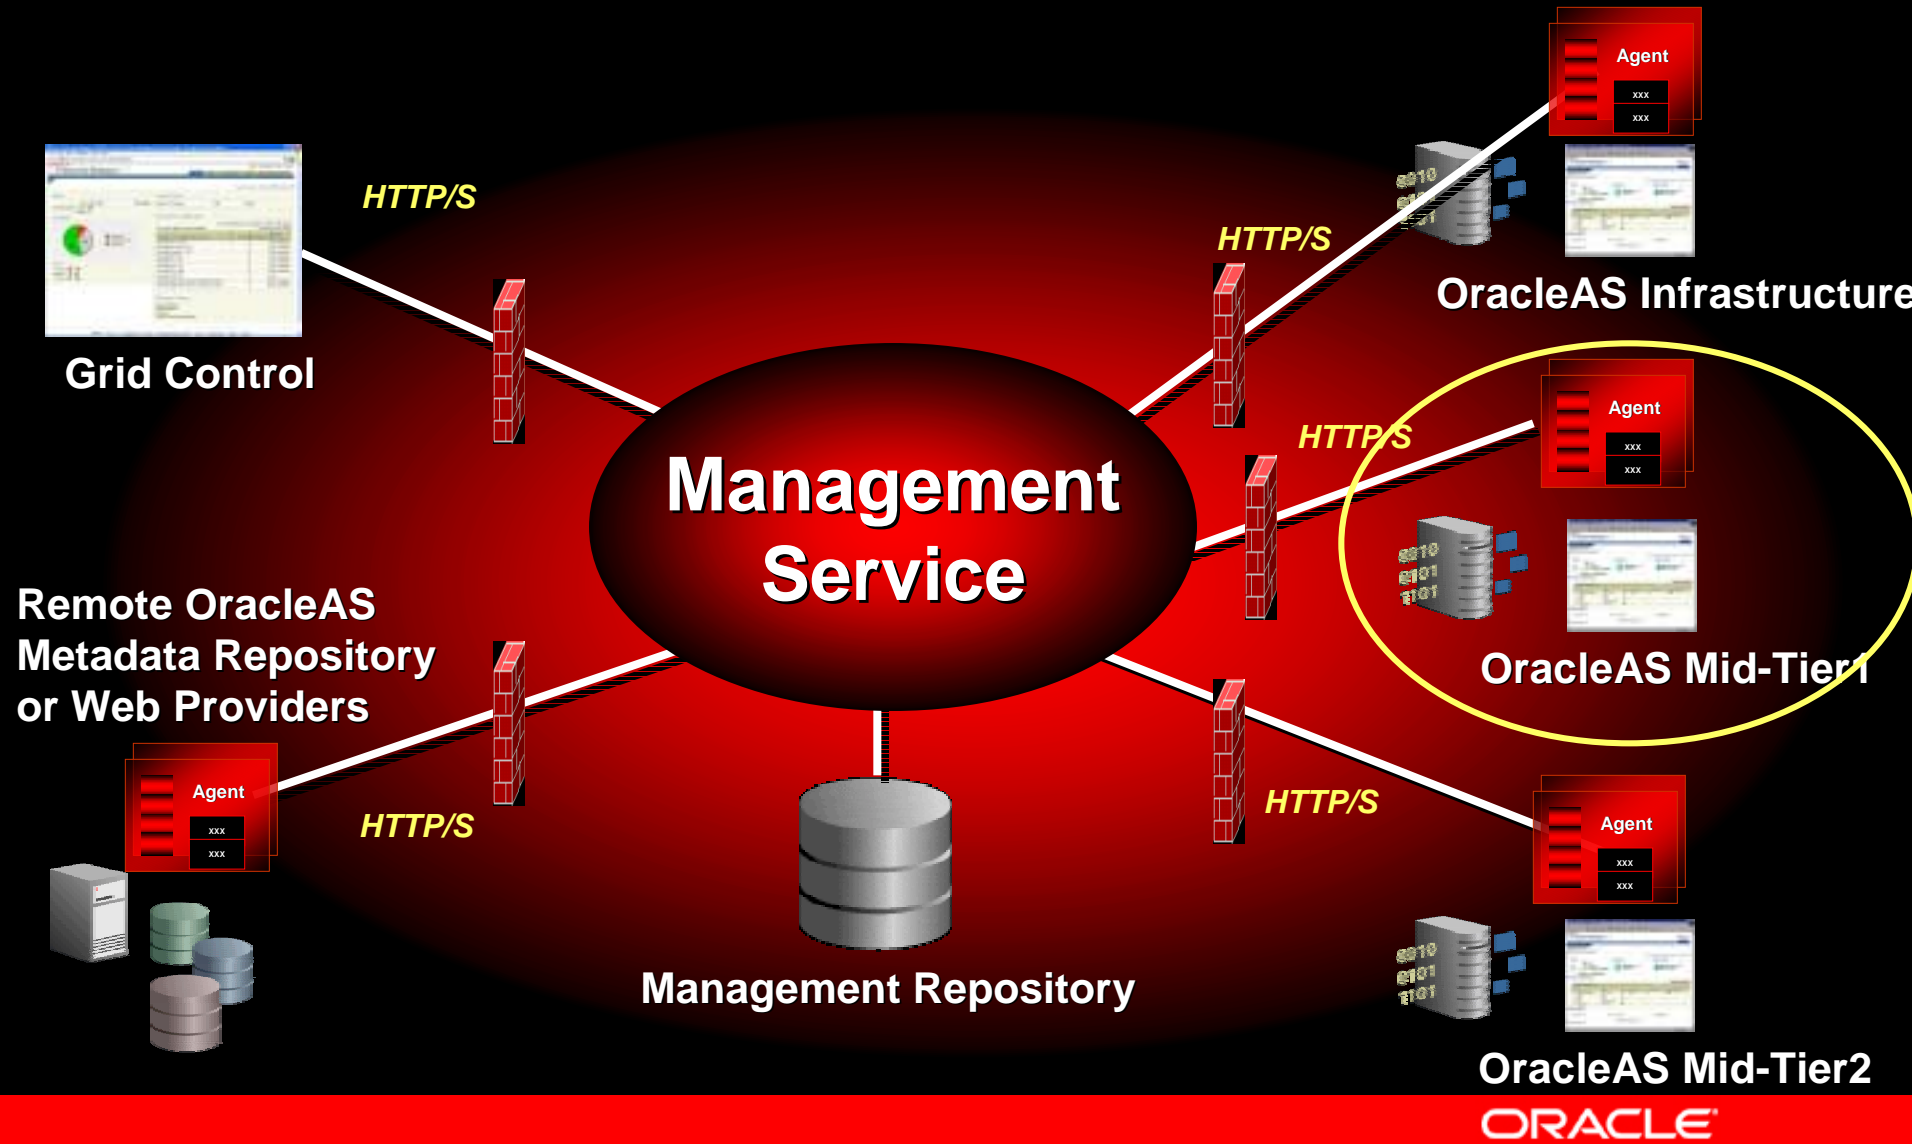 Agent
xxx
xxx
HTTP/S
HTTP/S
OracleAS Infrastructure
Grid Control
Agent
xxx
xxx
HTTP/S
Management
Service
Remote OracleAS
Metadata Repository
or Web Providers
OracleAS Mid-Tier1
Agent
xxx
xxx
HTTP/S
HTTP/S
Agent
xxx
xxx
Management Repository
OracleAS Mid-Tier2
ORACLE